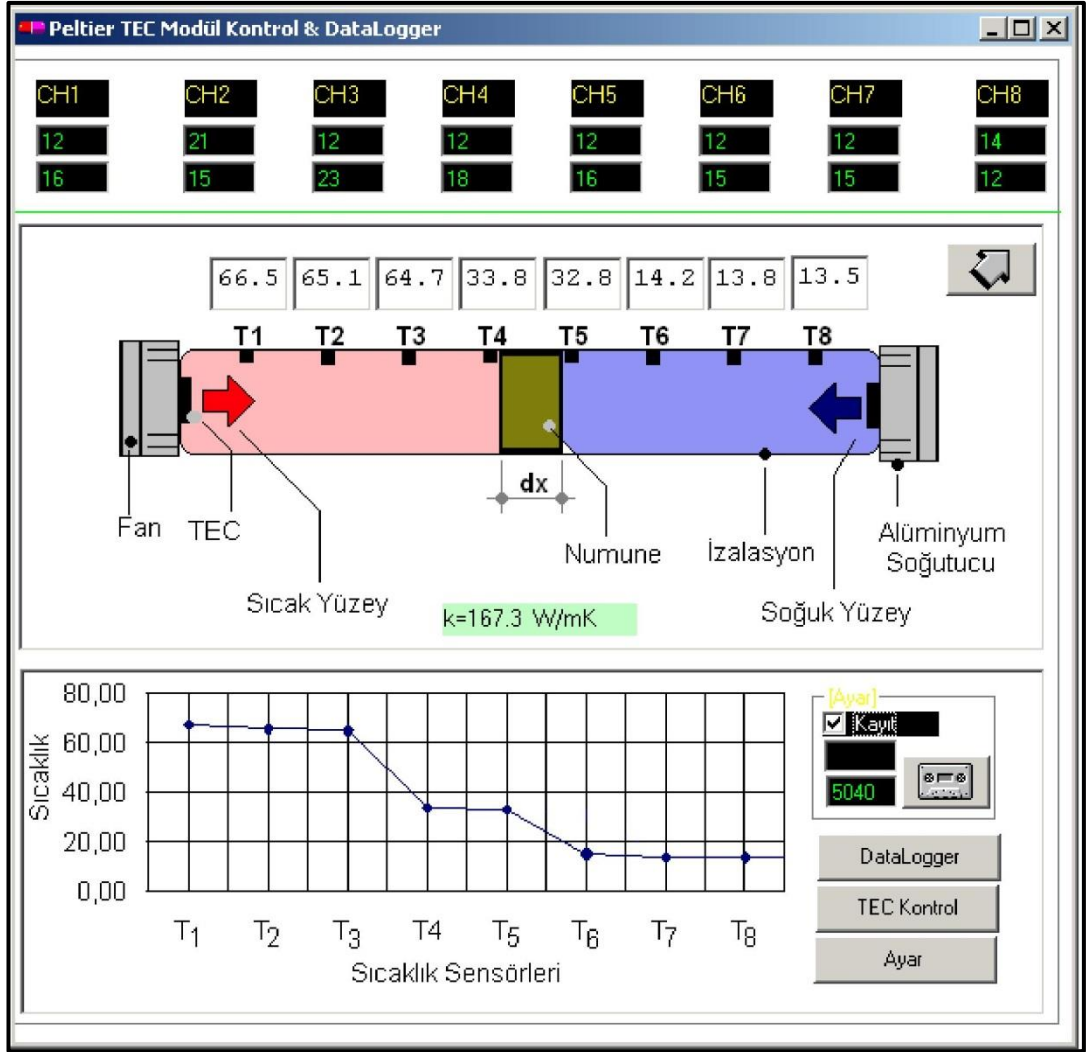 Peltier TEC Modül Kontrol & DataLogger
CH1 CH2 CH3 CH4 CH5 CH6 CH7 CH8
12 21 12 12 12 12 12 14
16 15 23 18 16 15 15 12
66.5 65.1 64.7 33.8 32.8 14.2 13.8 13.5
T1 T2 T3 T4 T5 T6 T7 T8
dx
Fan TEC Numune İzalasyon Alüminyum
Soğutucu
Sıcak Yüzey Soğuk Yüzey
k=167.3 W/mK
80,00
60,00
40,00
20,00
0,00
Sıcaklık
T1 T2 T3 T4 T5 T6 T7 T8
Sıcaklık Sensörleri
[Ayar]
Kayıt
5040
DataLogger
TEC Kontrol
Ayar